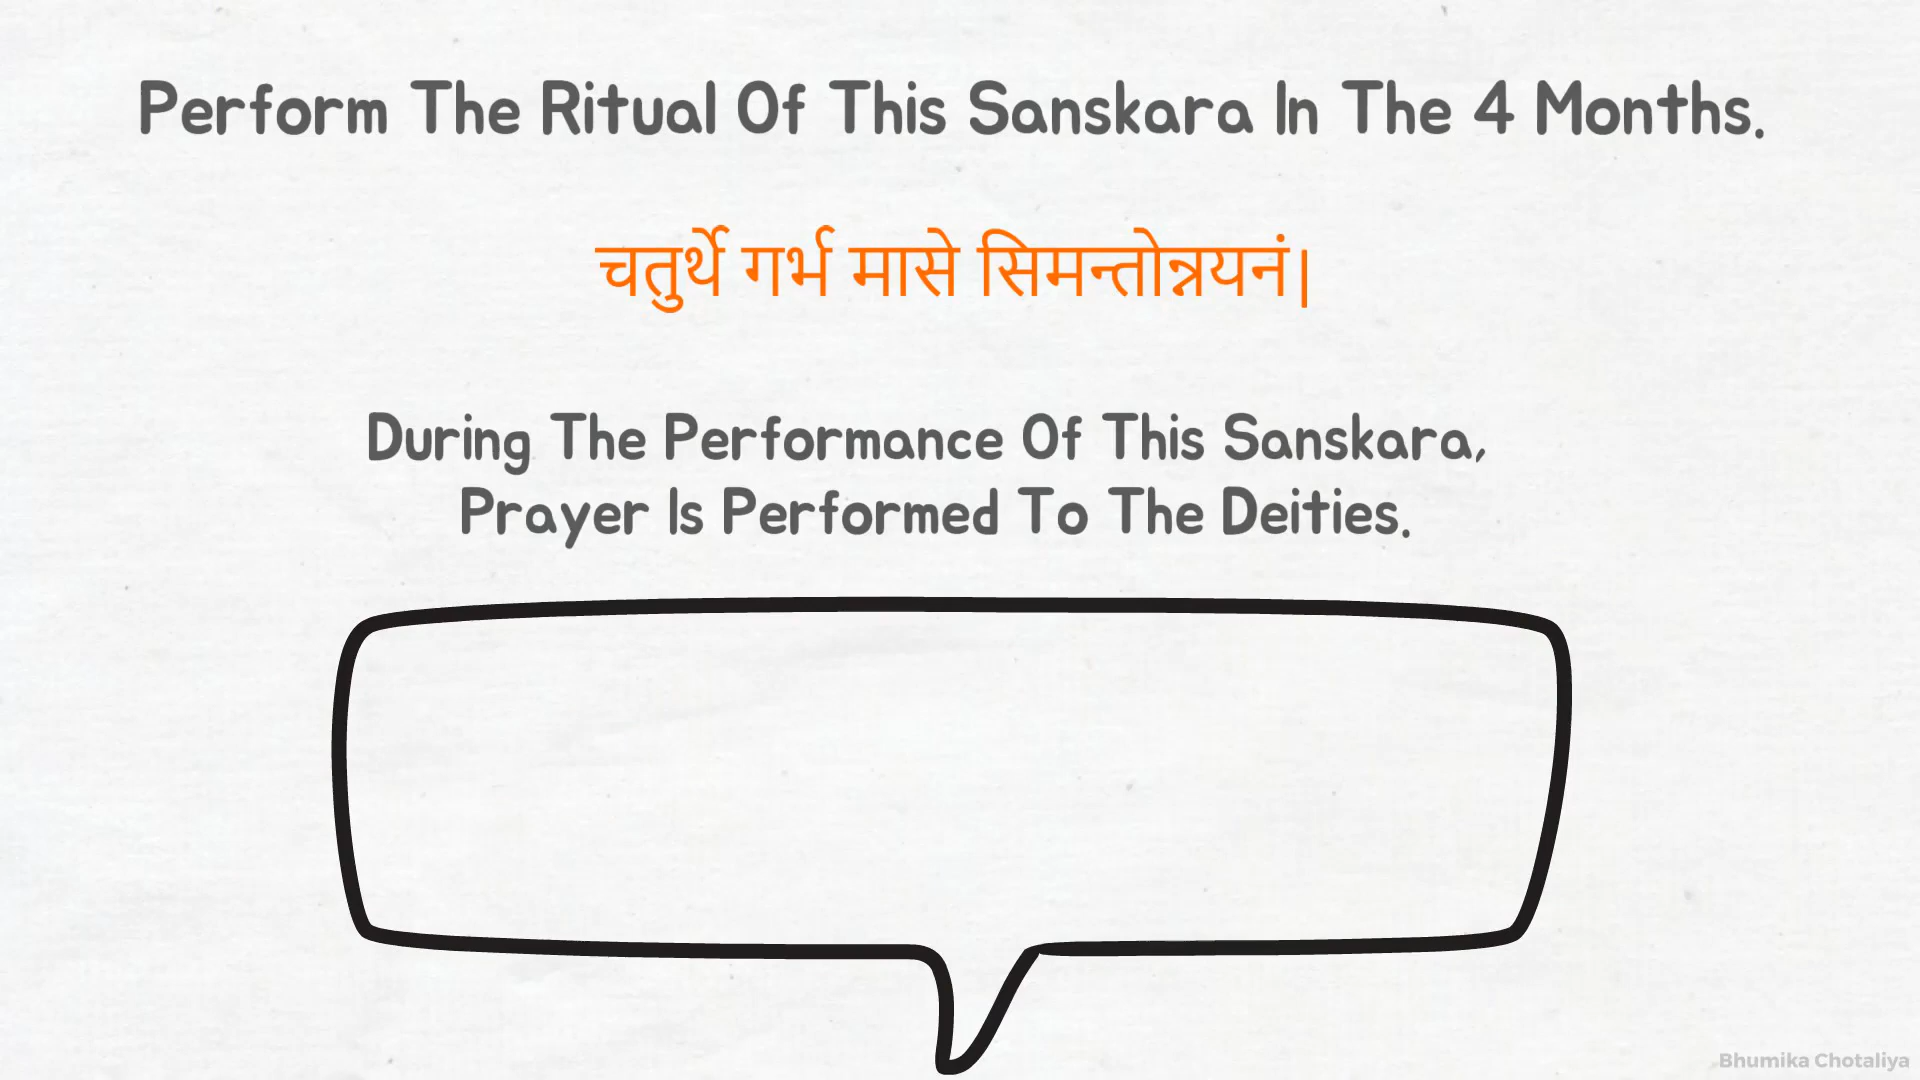 Perform The Ritual Of This Sanskara In The 4 Months.
चतुर्थे गर्भ मासे सिमन्तोन्नयनं|
During The Performance Of This Sanskara,
Prayer Is Performed To The Deities.
Bhumika Chotaliya